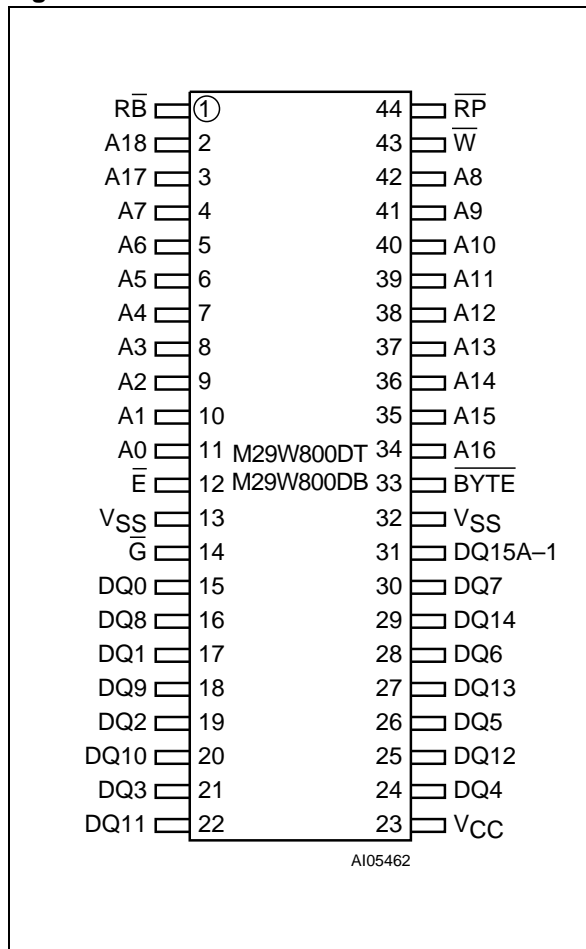 RB̅ 1 44 R̅P̅
A18 2 43 W̅
A17 3 42 A8
A7 4 41 A9
A6 5 40 A10
A5 6 39 A11
A4 7 38 A12
A3 8 37 A13
A2 9 36 A14
A1 10 35 A15
A0 11 M29W800DT 34 A16
E̅ 12 M29W800DB 33 B̅Y̅T̅E̅
VSS 13 32 VSS
G̅ 14 31 DQ15A–1
DQ0 15 30 DQ7
DQ8 16 29 DQ14
DQ1 17 28 DQ6
DQ9 18 27 DQ13
DQ2 19 26 DQ5
DQ10 20 25 DQ12
DQ3 21 24 DQ4
DQ11 22 23 VCC
AI05462